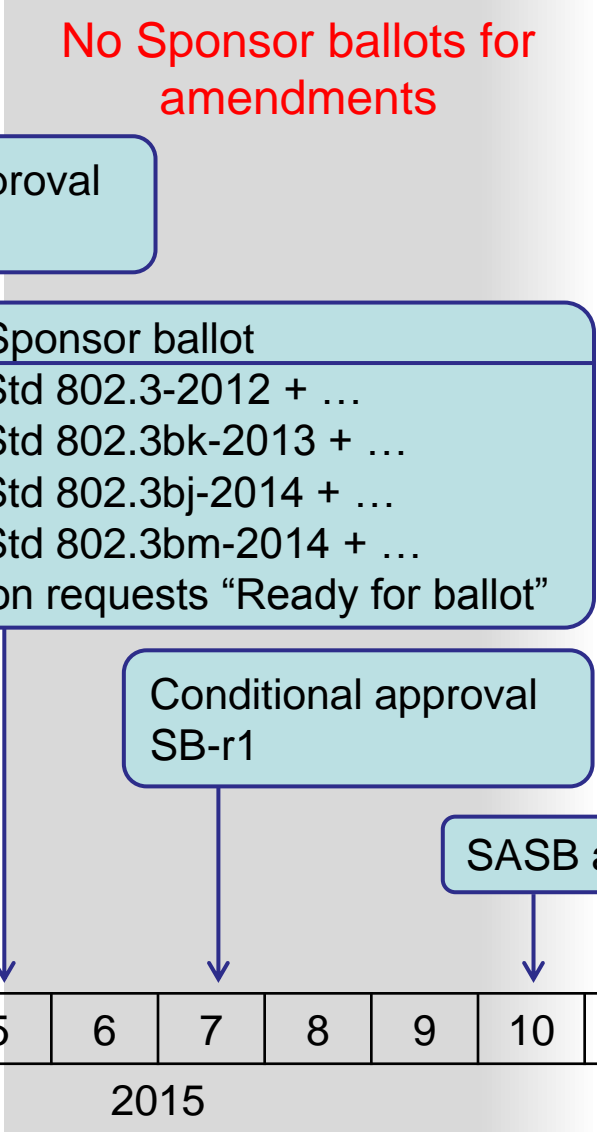 No Sponsor ballots for
amendments
proval
Sponsor ballot
Std 802.3-2012 + …
Std 802.3bk-2013 + …
Std 802.3bj-2014 + …
Std 802.3bm-2014 + …
on requests “Ready for ballot”
Conditional approval
SB-r1
SASB a
5 6 7 8 9 10
2015